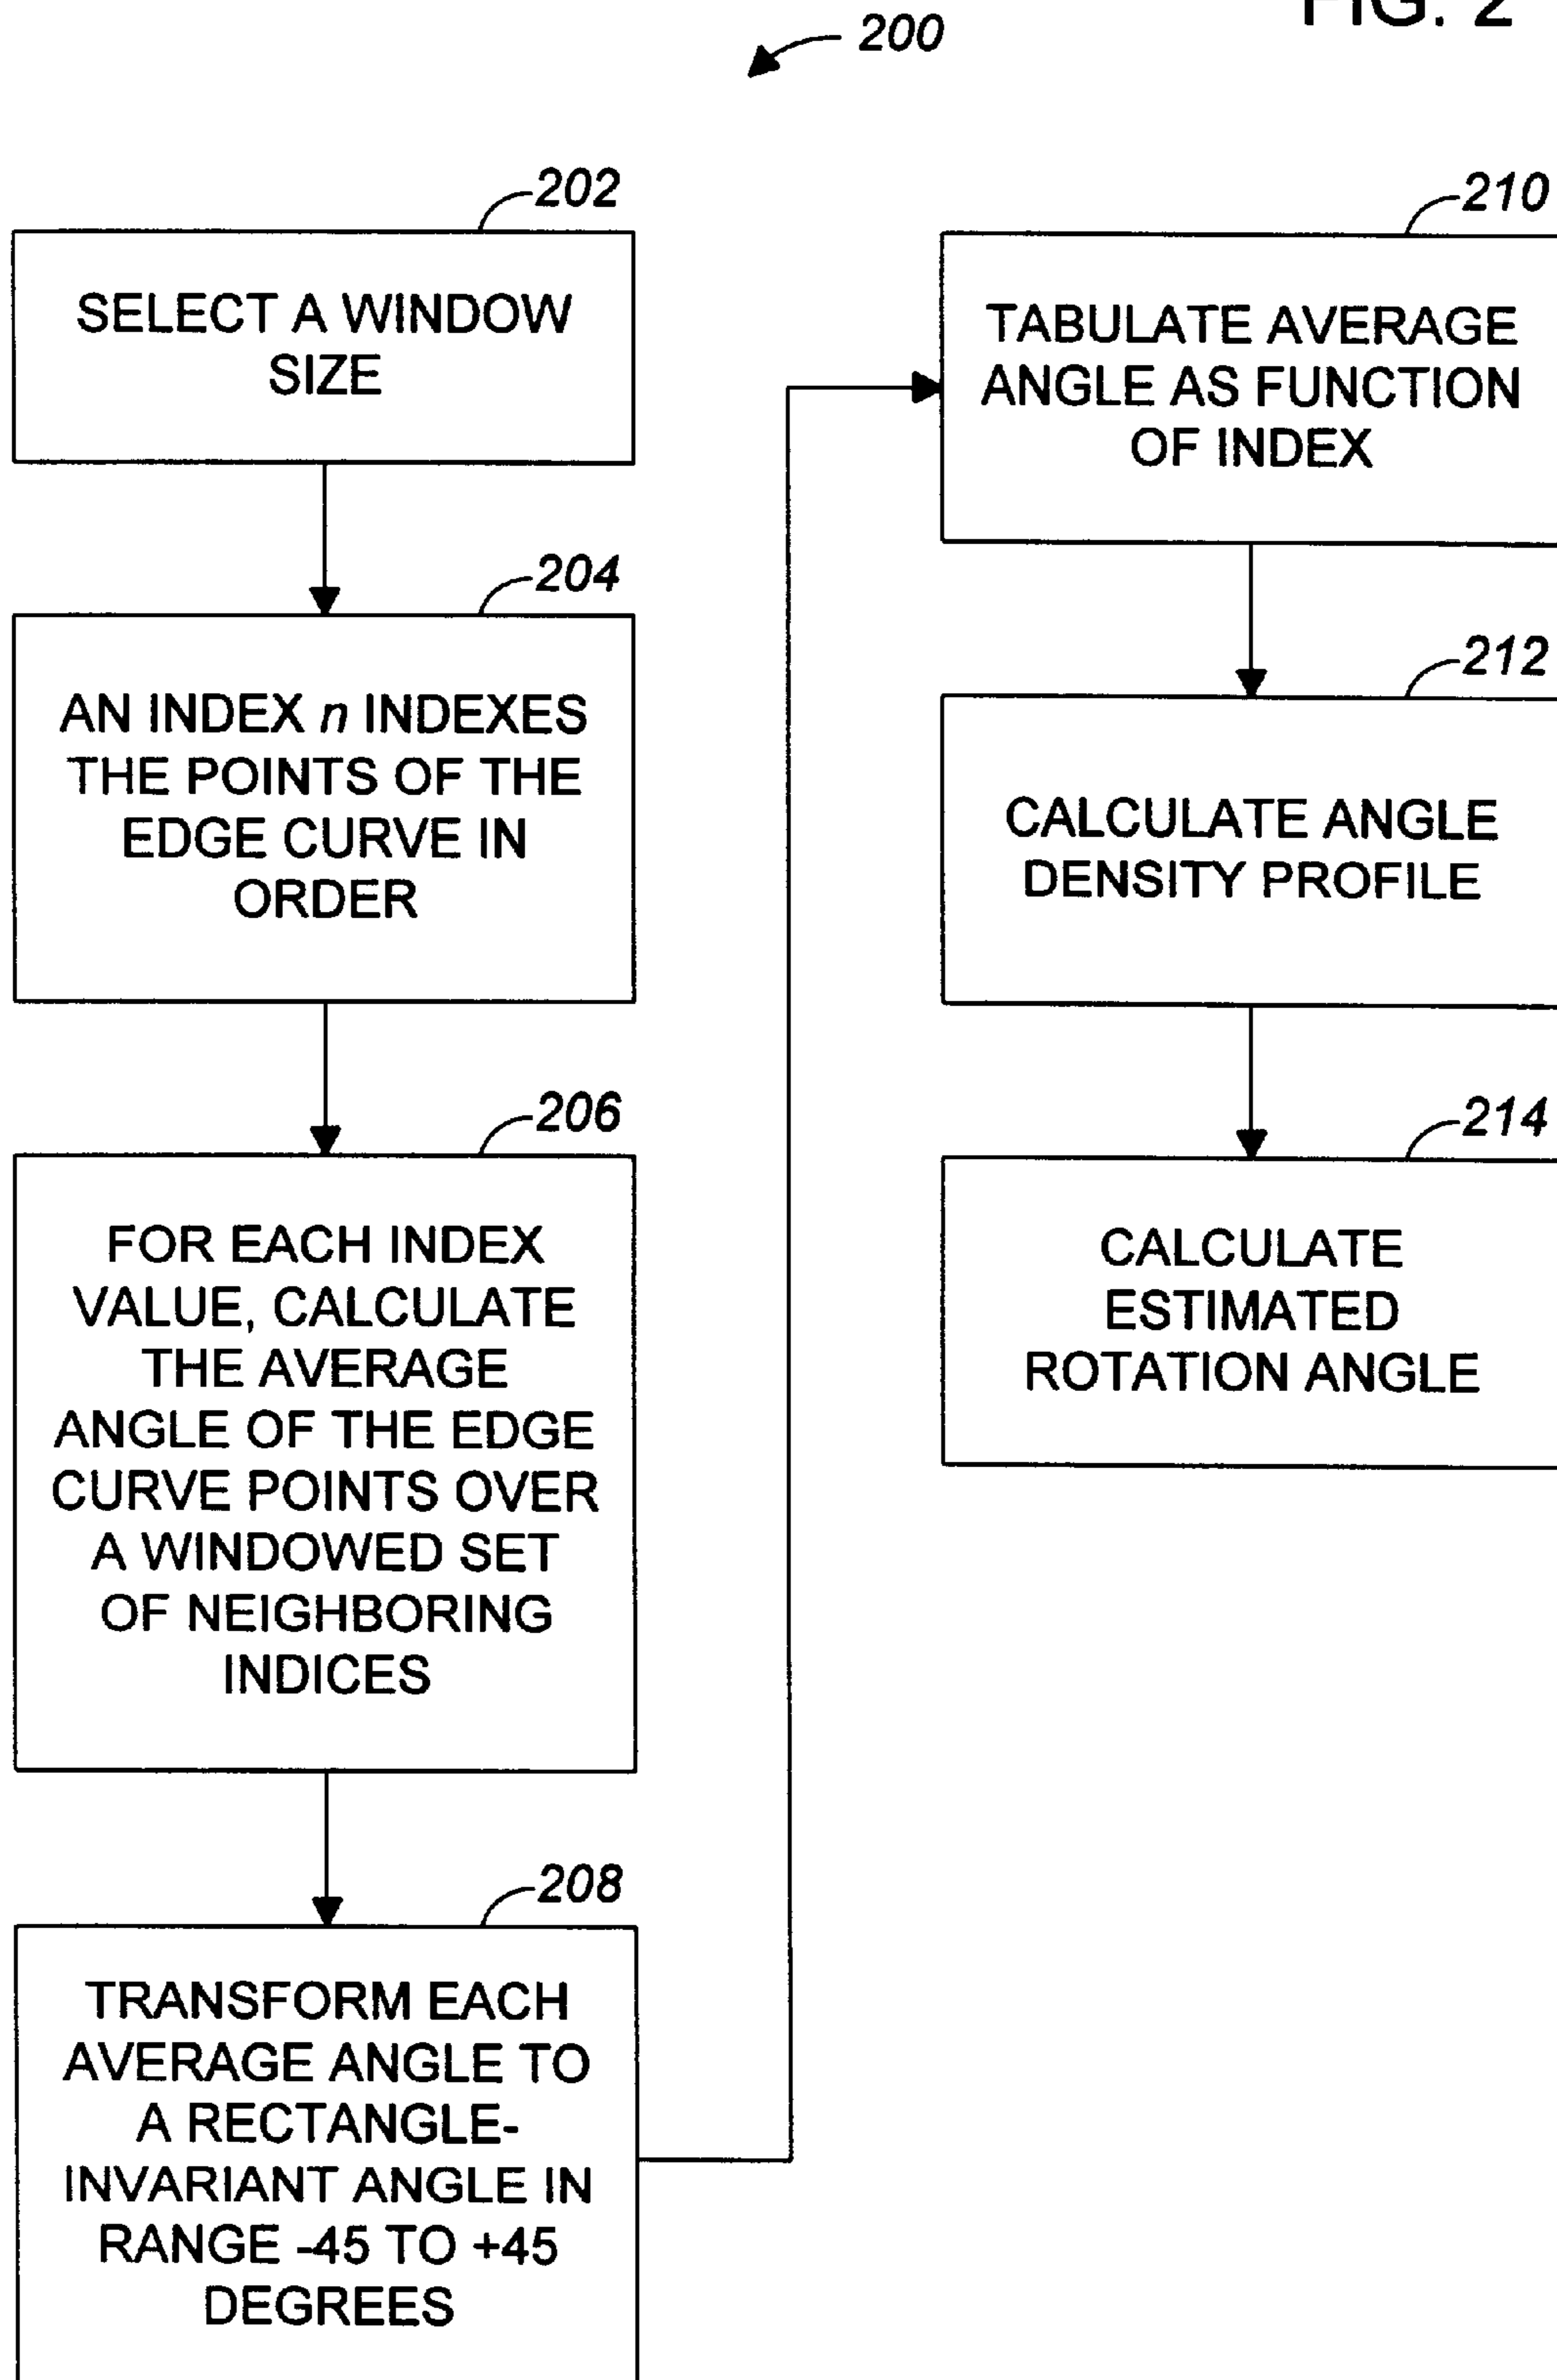 FIG. 2
200
202
SELECT A WINDOW
SIZE
204
AN INDEX n INDEXES
THE POINTS OF THE
EDGE CURVE IN
ORDER
206
FOR EACH INDEX
VALUE, CALCULATE
THE AVERAGE
ANGLE OF THE EDGE
CURVE POINTS OVER
A WINDOWED SET
OF NEIGHBORING
INDICES
208
TRANSFORM EACH
AVERAGE ANGLE TO
A RECTANGLE-
INVARIANT ANGLE IN
RANGE -45 TO +45
DEGREES
210
TABULATE AVERAGE
ANGLE AS FUNCTION
OF INDEX
212
CALCULATE ANGLE
DENSITY PROFILE
214
CALCULATE
ESTIMATED
ROTATION ANGLE